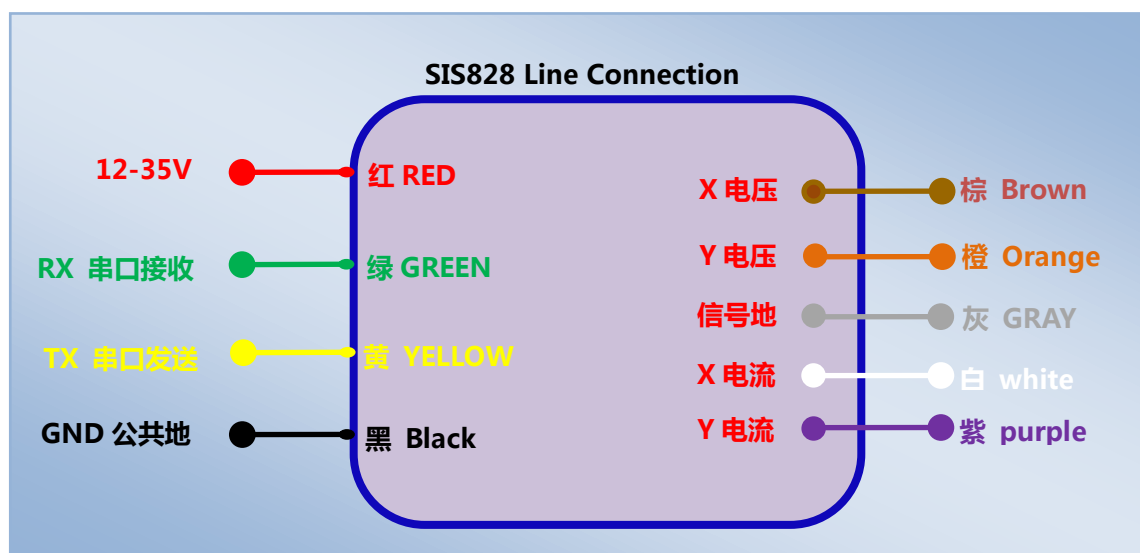 SIS828 Line Connection
12-35V
红 RED
RX 串口接收
绿 GREEN
TX 串口发送
黄 YELLOW
GND 公共地
黑 Black
X 电压
棕 Brown
Y 电压
橙 Orange
信号地
灰 GRAY
X 电流
白 white
Y 电流
紫 purple